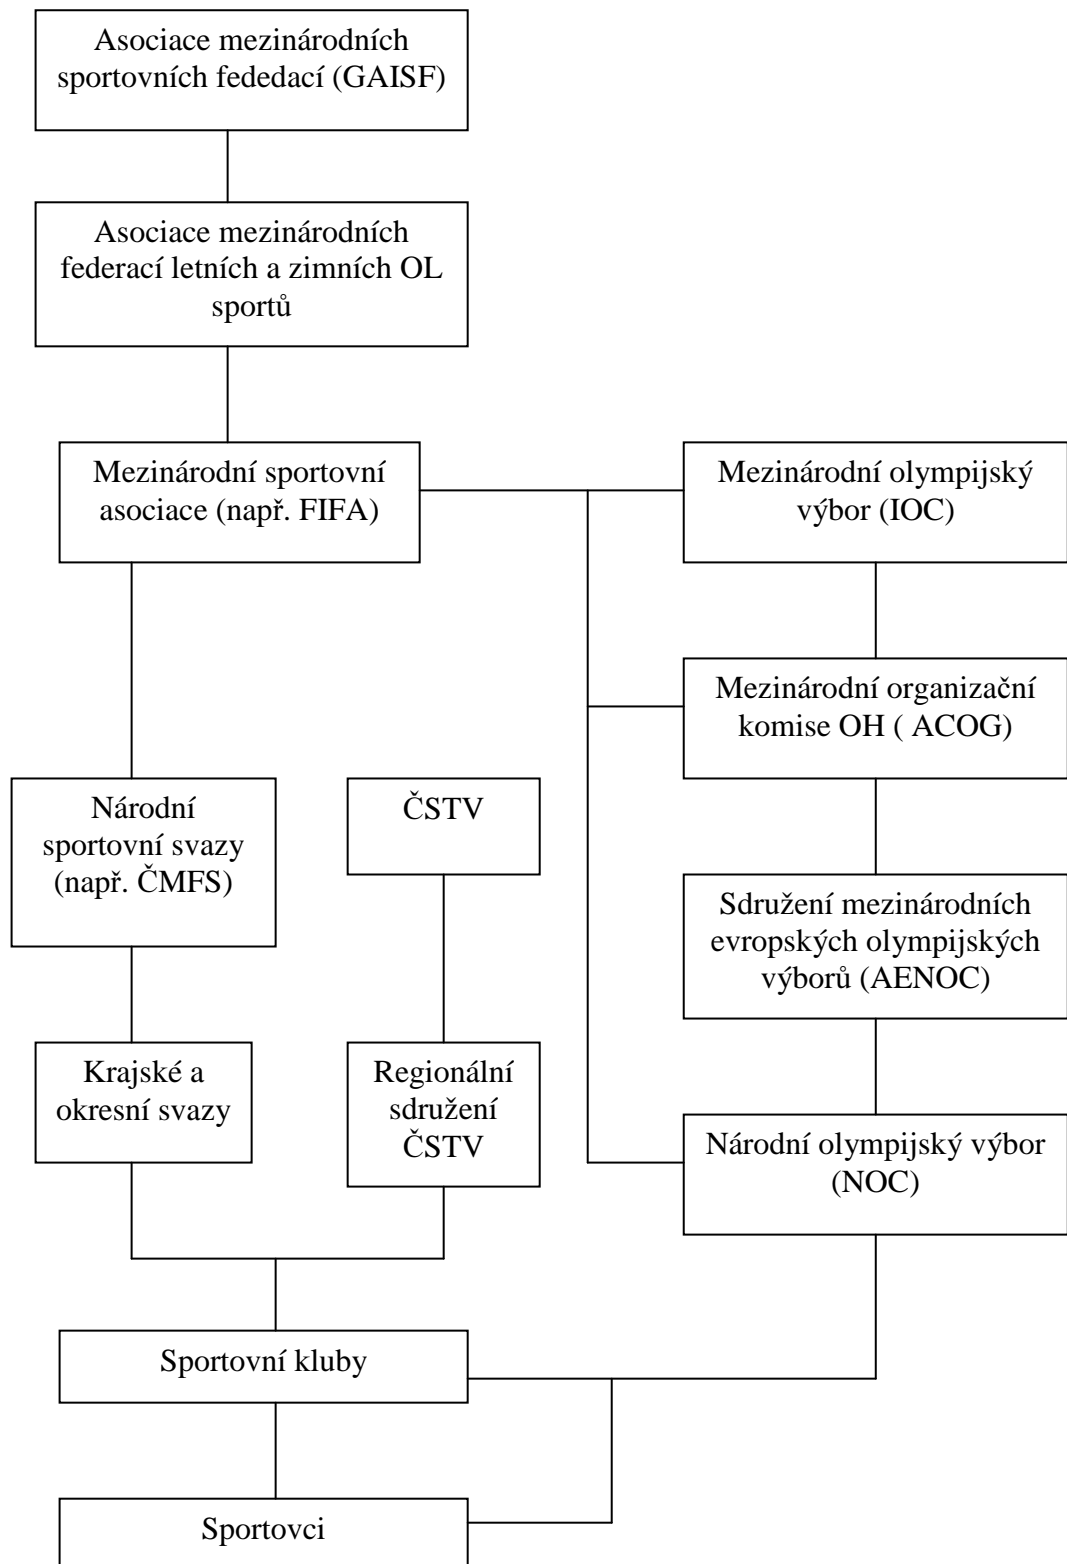 Asociace mezinárodních
sportovních fededací (GAISF)
Asociace mezinárodních
federací letních a zimních OL
sportů
Mezinárodní sportovní
asociace (např. FIFA)
Mezinárodní olympijský
výbor (IOC)
Mezinárodní organizační
komise OH ( ACOG)
Národní
sportovní svazy
(např. ČMFS)
ČSTV
Sdružení mezinárodních
evropských olympijských
výborů (AENOC)
Krajské a
okresní svazy
Regionální
sdružení
ČSTV
Národní olympijský výbor
(NOC)
Sportovní kluby
Sportovci